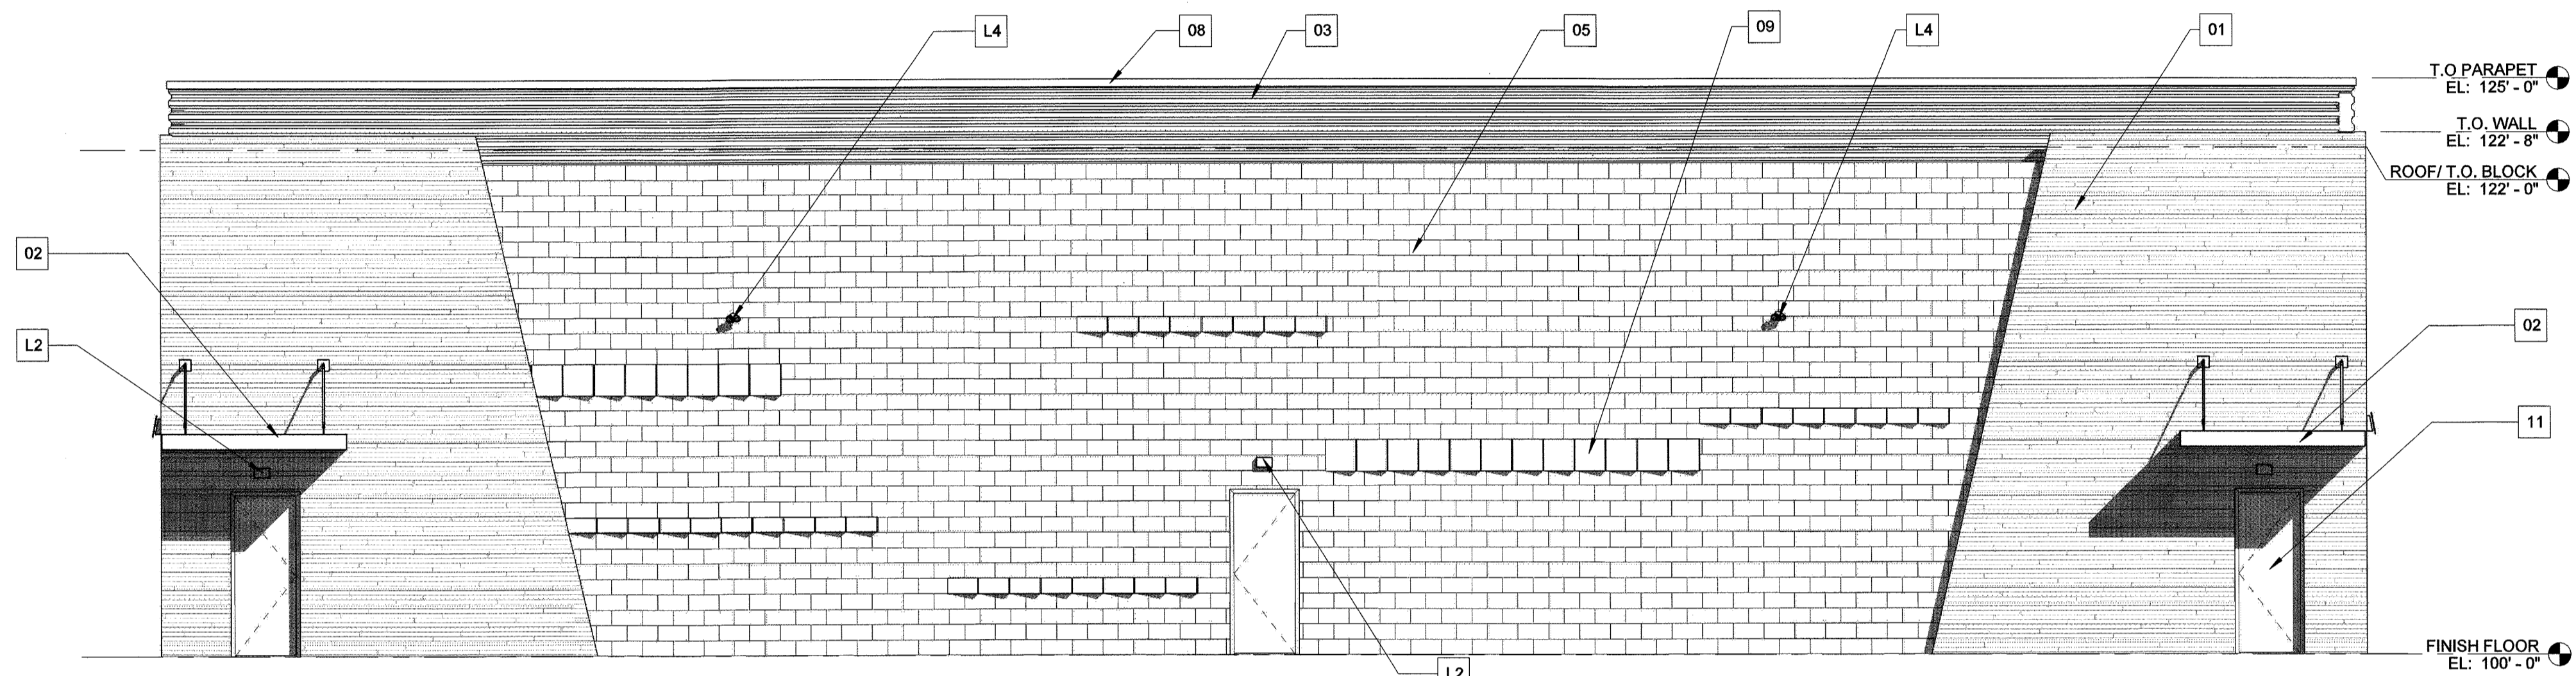 L4
08
03
05
09
L4
01
T.O PARAPET
EL: 125' - 0"
T.O. WALL
EL: 122' - 8"
ROOF/ T.O. BLOCK
EL: 122' - 0"
02
02
L2
11
FINISH FLOOR
EL: 100' - 0"
L2